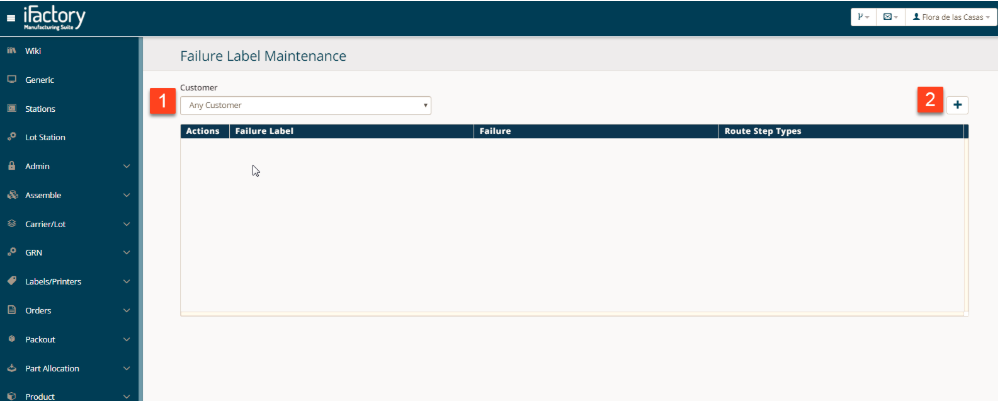 iFactory
Manufacturing Suite
Flora de las Casas
Wiki
Generic
Stations
Lot Station
Admin
Assemble
Carrier/Lot
GRN
Labels/Printers
Orders
Packout
Part Allocation
Product
Failure Label Maintenance
Customer
1
Any Customer
2
+
Actions Failure Label Failure Route Step Types